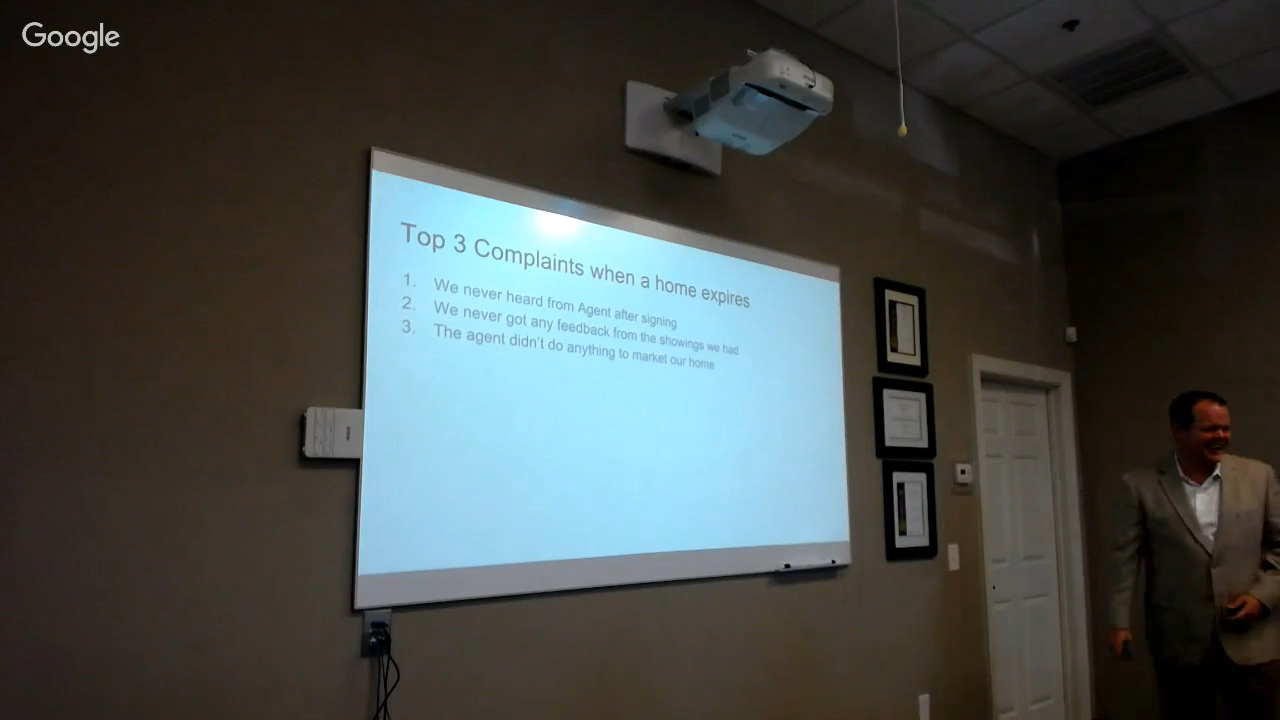 Google
Top 3 Complaints when a home expires
1. We never heard from Agent after signing
2. We never got any feedback from the showings we had
3. The agent didn't do anything to market our home